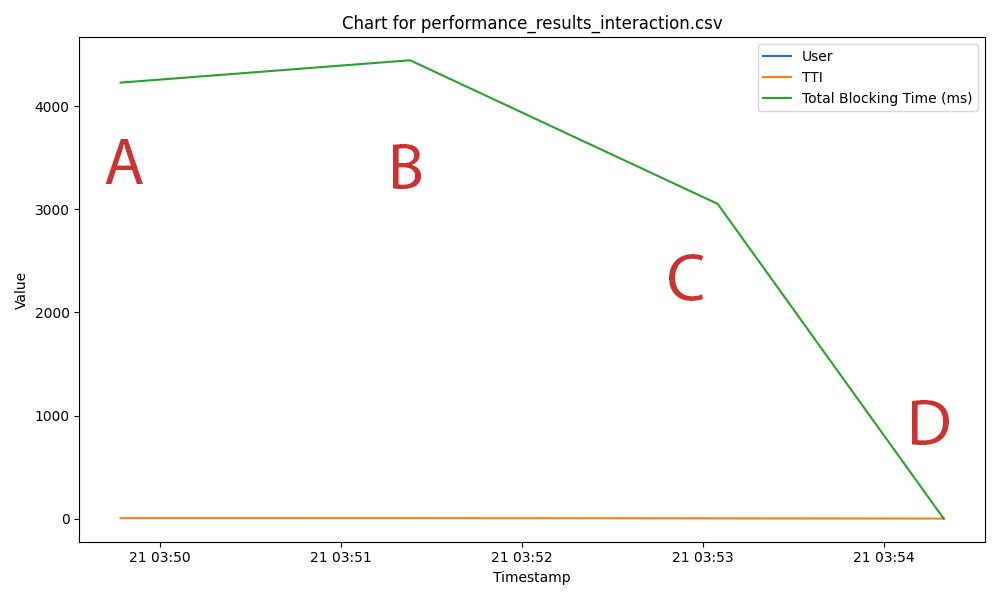 Chart for performance_results_interaction.csv
User
TTI
Total Blocking Time (ms)
4000
3000
2000
1000
0
Value
A
B
C
D
21 03:50
21 03:51
21 03:52
21 03:53
21 03:54
Timestamp